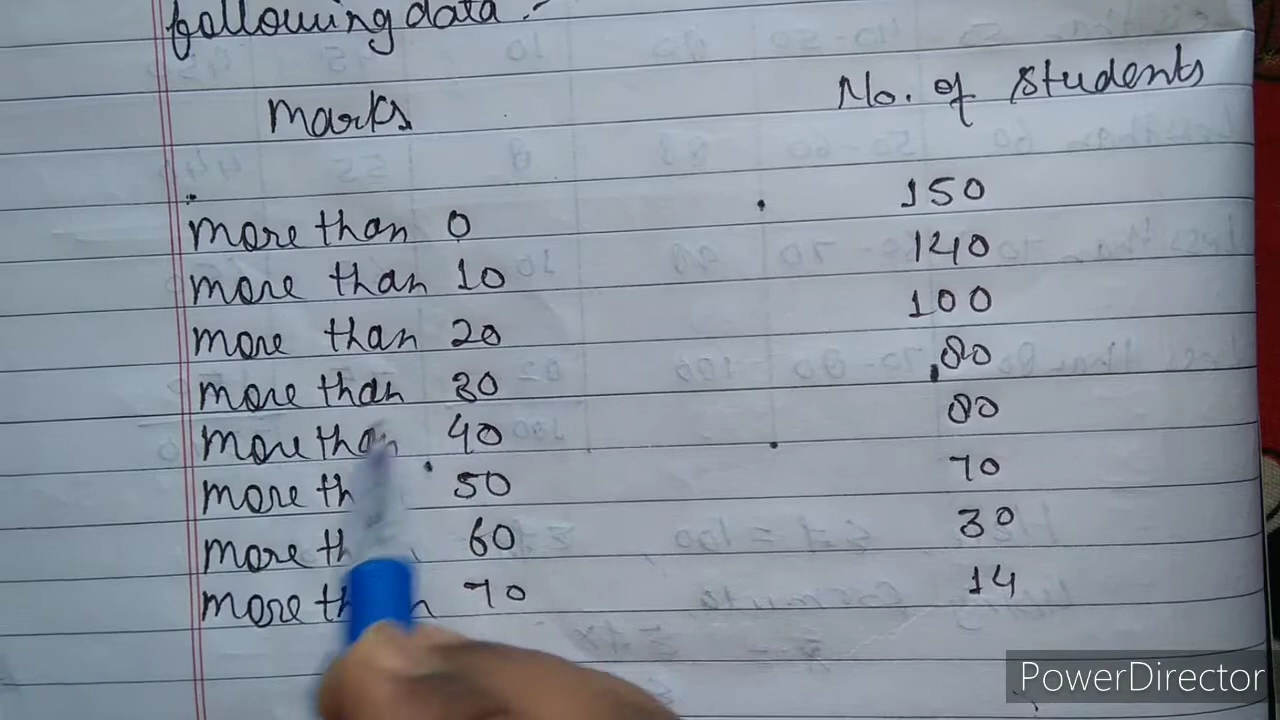 following data :-
Marks No. of Students
more than 0 150
more than 10 140
more than 20 100
more than 30 80
more than 40 80
more than 50 70
more than 60 30
more than 70 14
PowerDirector